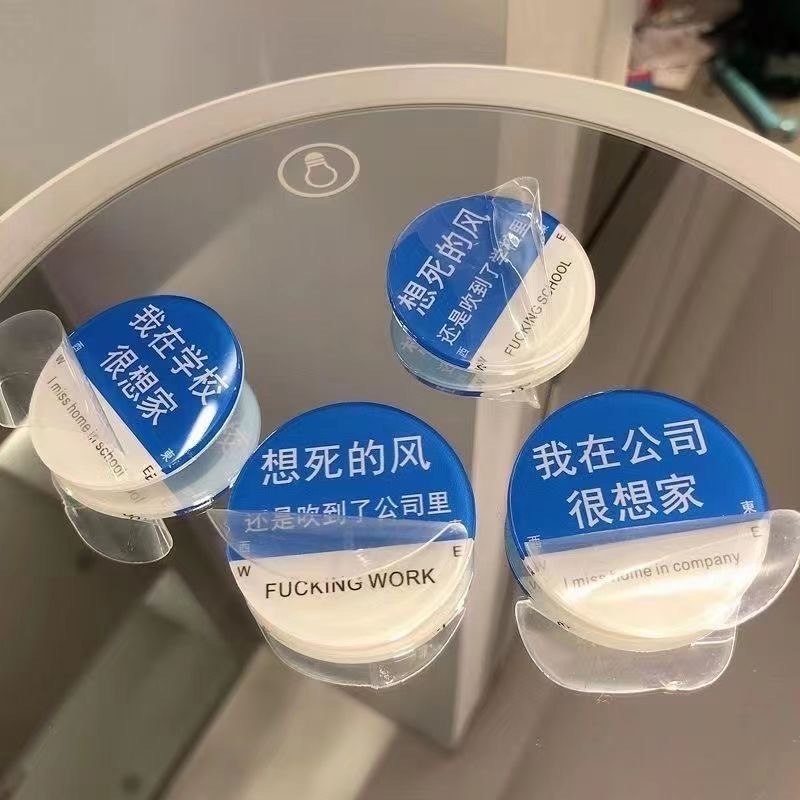 想死的风
还是吹到了学校里
西
東
W
E
FUCKING SCHOOL
我在学校
很想家
西
東
W
E
I miss home in school
想死的风
还是吹到了公司里
西
W
E
FUCKING WORK
我在公司
很想家
西
東
W
E
I miss home in company